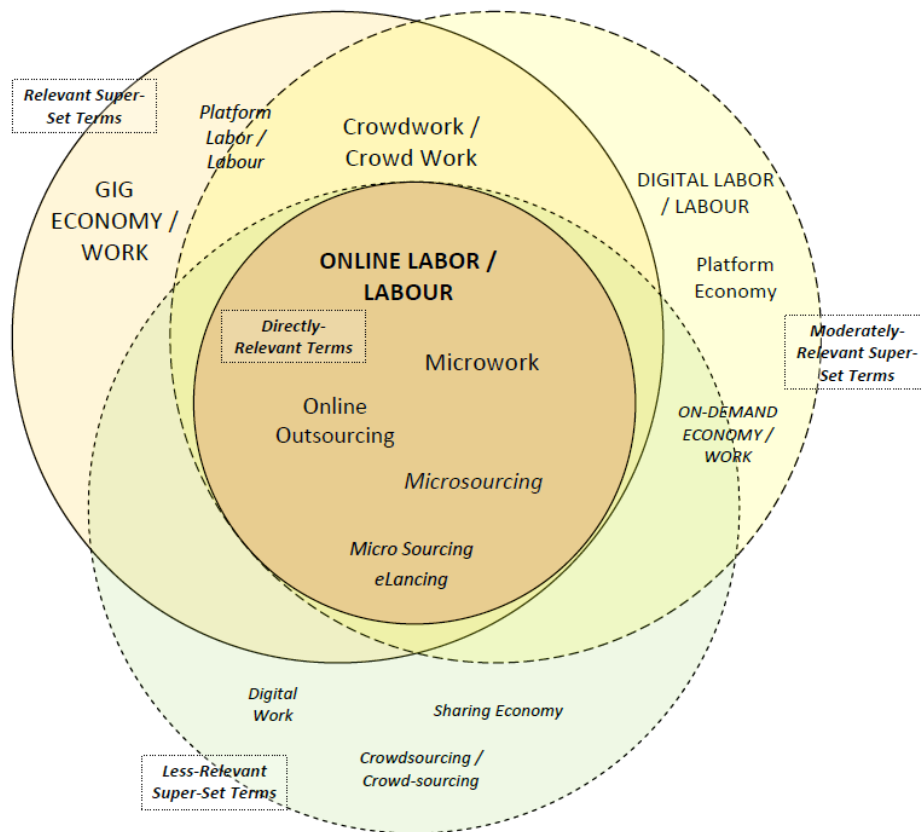 Relevant Super-
Set Terms
Platform
Labor /
Labour
Crowdwork /
Crowd Work
GIG
ECONOMY /
WORK
DIGITAL LABOR
/ LABOUR
Platform
Economy
ONLINE LABOR /
LABOUR
Directly-
Relevant Terms
Moderately-
Relevant Super-
Set Terms
Microwork
Online
Outsourcing
ON-DEMAND
ECONOMY /
WORK
Microsourcing
Micro Sourcing
eLancing
Digital
Work
Sharing Economy
Crowdsourcing /
Crowd-sourcing
Less-Relevant
Super-Set Terms